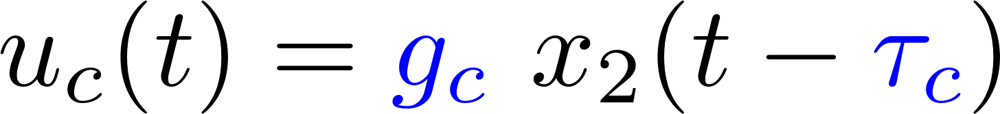 u_c(t) = g_c x_2(t − τ_c)